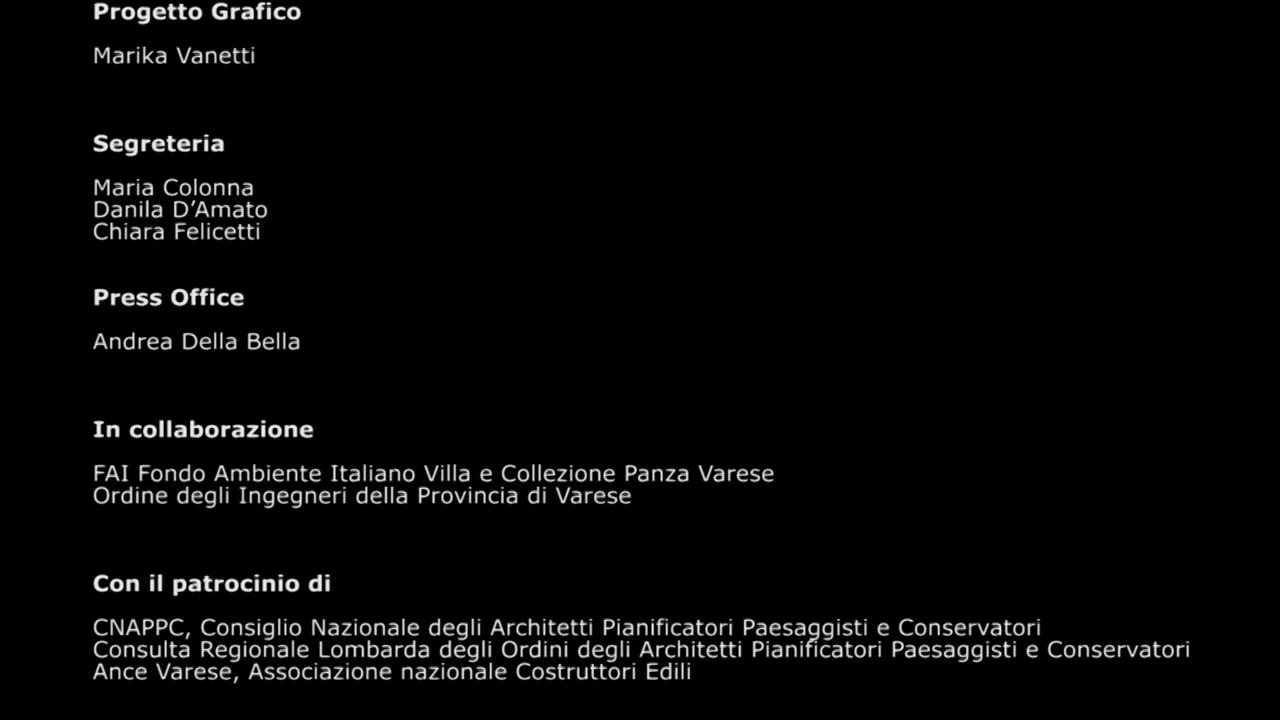 Progetto Grafico
Marika Vanetti
Segreteria
Maria Colonna
Danila D’Amato
Chiara Felicetti
Press Office
Andrea Della Bella
In collaborazione
FAI Fondo Ambiente Italiano Villa e Collezione Panza Varese
Ordine degli Ingegneri della Provincia di Varese
Con il patrocinio di
CNAPPC, Consiglio Nazionale degli Architetti Pianificatori Paesaggisti e Conservatori
Consulta Regionale Lombarda degli Ordini degli Architetti Pianificatori Paesaggisti e Conservatori
Ance Varese, Associazione nazionale Costruttori Edili